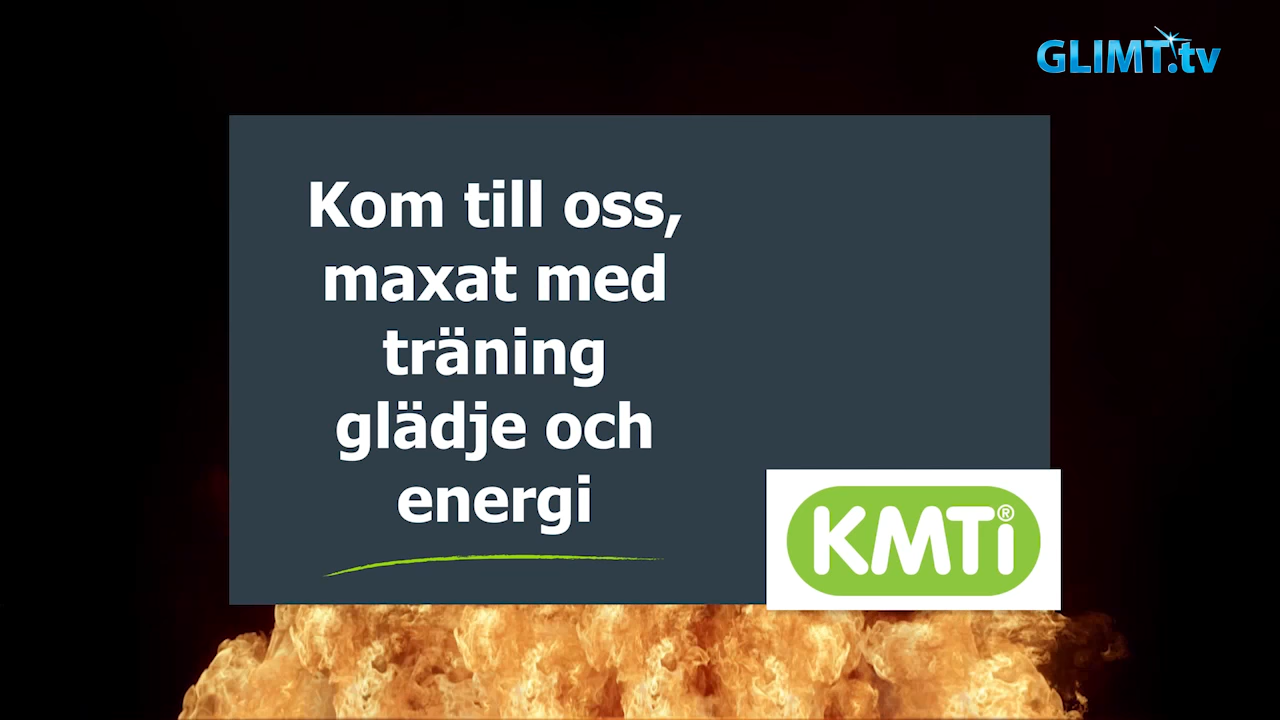 GLIMT.tv
Kom till oss,
maxat med
träning
glädje och
energi
KMTi®